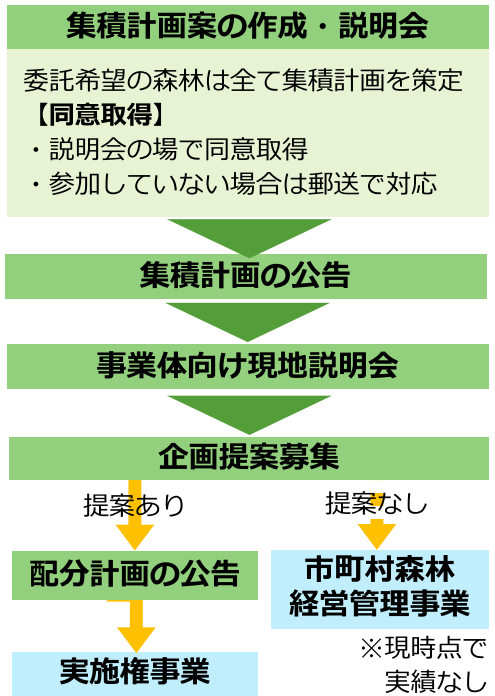 集積計画案の作成・説明会
委託希望の森林は全て集積計画を策定
【同意取得】
・説明会の場で同意取得
・参加していない場合は郵送で対応
集積計画の公告
事業体向け現地説明会
企画提案募集
提案あり
提案なし
配分計画の公告
市町村森林
経営管理事業
実施権事業
※現時点で
実績なし